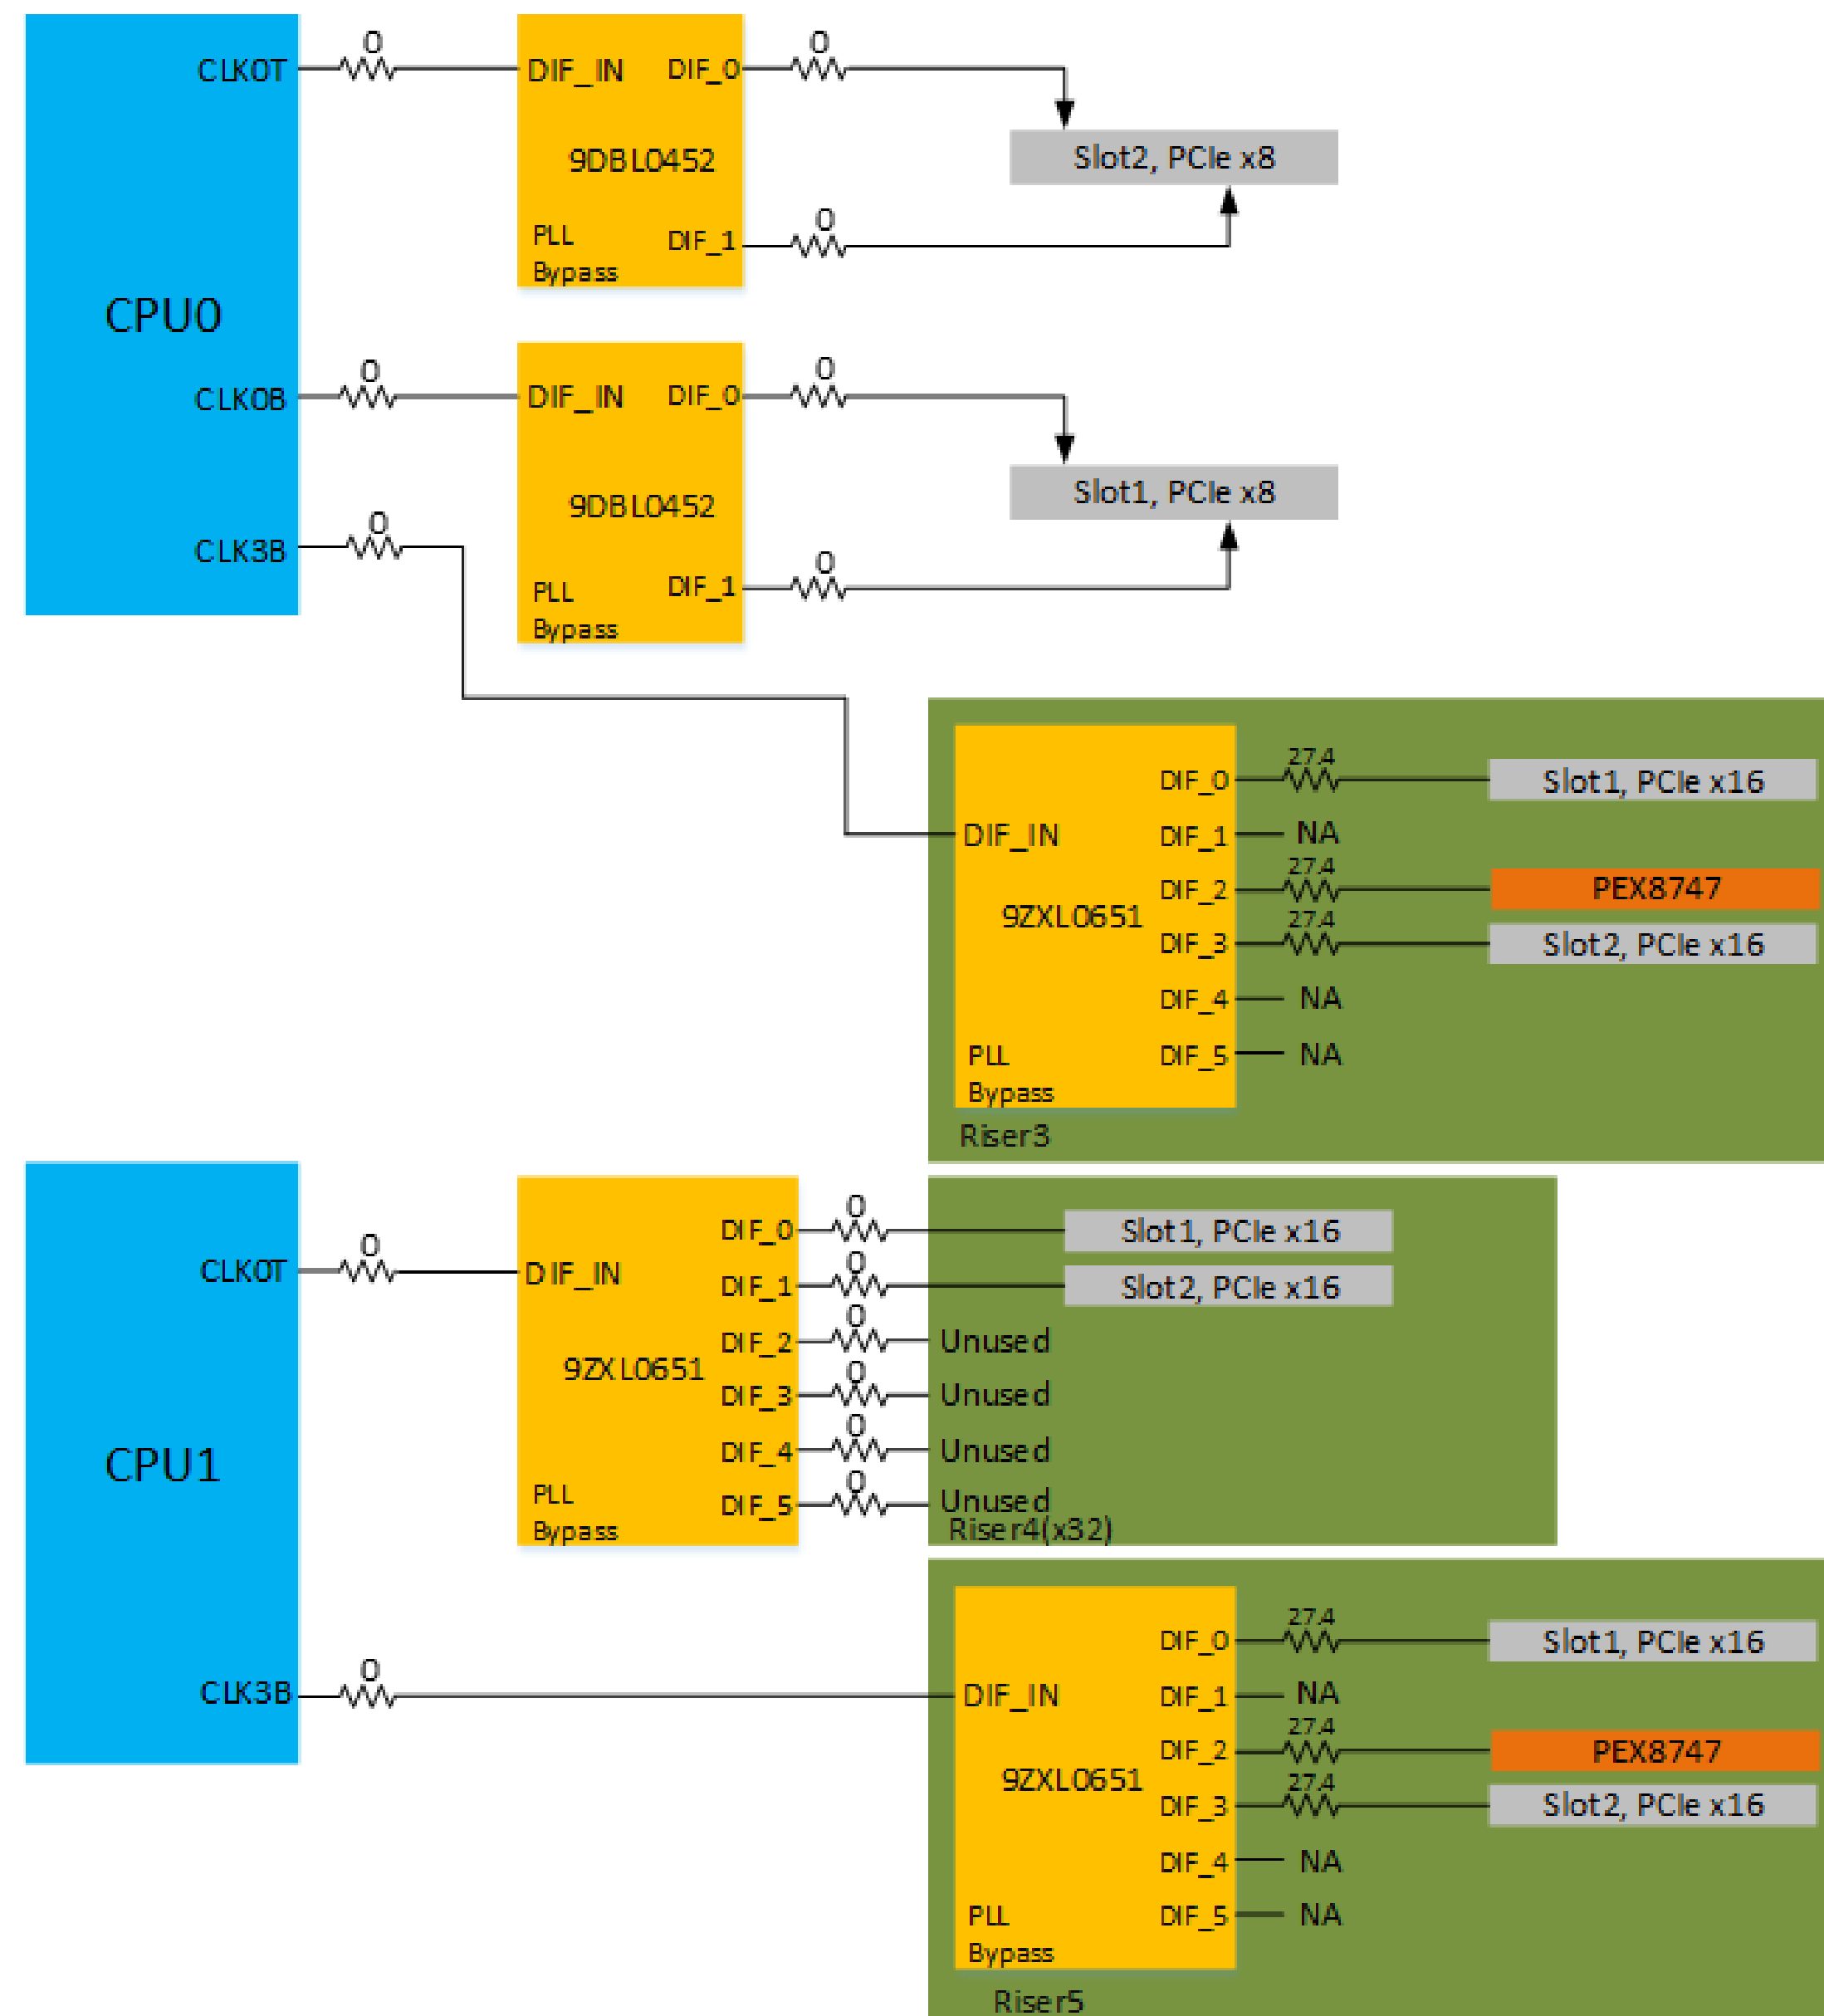 0
0
CLK0T
DIF_IN
DIF_0
9DBL0452
Slot2, PCIe x8
0
PLL
Bypass
DIF_1
CPU0
0
0
CLK0B
DIF_IN
DIF_0
9DBL0452
Slot1, PCIe x8
0
CLK3B
0
PLL
Bypass
DIF_1
27.4
DIF_0
Slot1, PCIe x16
DIF_IN
DIF_1
NA
27.4
DIF_2
PEX8747
9ZXL0651
27.4
DIF_3
Slot2, PCIe x16
DIF_4
NA
PLL
Bypass
DIF_5
NA
Riser3
0
DIF_0
Slot1, PCIe x16
0
CLK0T
DIF_IN
0
DIF_1
Slot2, PCIe x16
0
DIF_2
Unused
9ZXL0651
0
DIF_3
Unused
0
DIF_4
Unused
CPU1
PLL
Bypass
0
DIF_5
Unused
Riser4(x32)
27.4
DIF_0
Slot1, PCIe x16
0
CLK3B
DIF_IN
DIF_1
NA
27.4
DIF_2
PEX8747
9ZXL0651
27.4
DIF_3
Slot2, PCIe x16
DIF_4
NA
PLL
Bypass
DIF_5
NA
Riser5